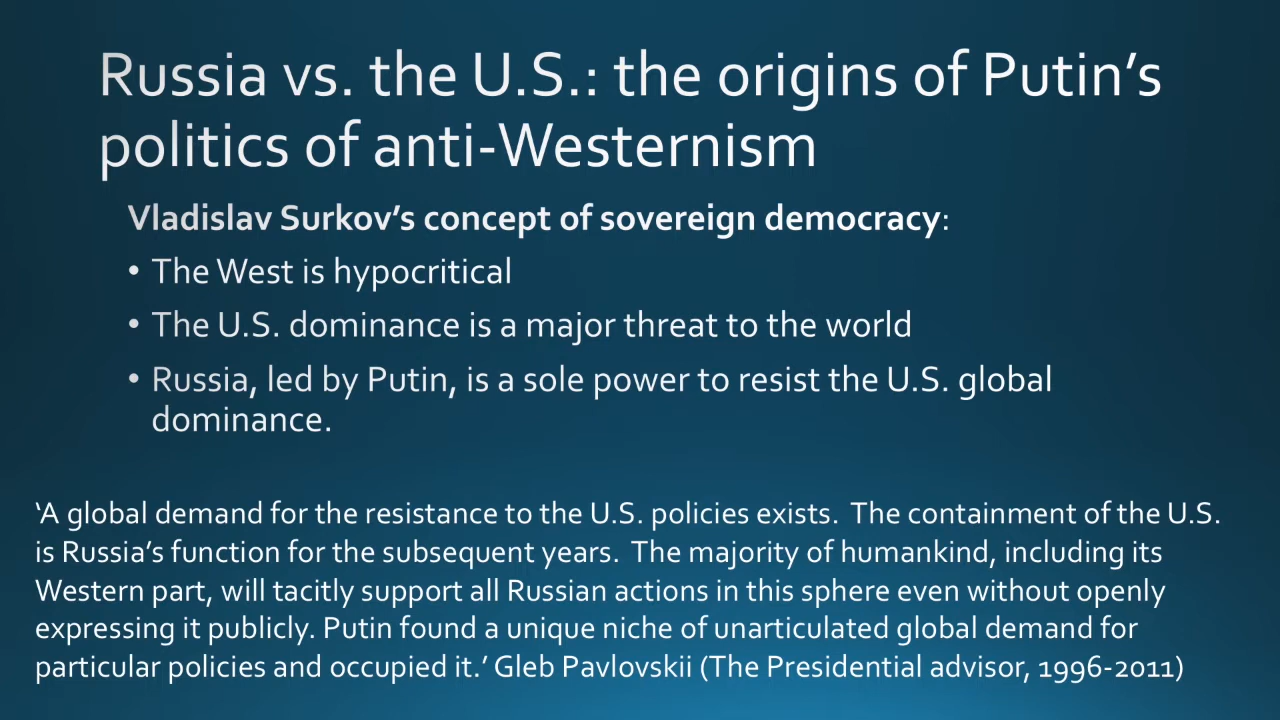 Russia vs. the U.S.: the origins of Putin’s
politics of anti-Westernism
Vladislav Surkov’s concept of sovereign democracy:
• The West is hypocritical
• The U.S. dominance is a major threat to the world
• Russia, led by Putin, is a sole power to resist the U.S. global
dominance.
‘A global demand for the resistance to the U.S. policies exists.  The containment of the U.S.
is Russia’s function for the subsequent years.  The majority of humankind, including its
Western part, will tacitly support all Russian actions in this sphere even without openly
expressing it publicly. Putin found a unique niche of unarticulated global demand for
particular policies and occupied it.’ Gleb Pavlovskii (The Presidential advisor, 1996-2011)